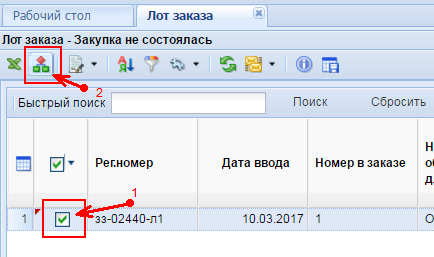 Рабочий стол Лот заказа
Лот заказа - Закупка не состоялась
2
Быстрый поиск Поиск Сбросить
Рег.номер Дата ввода Номер в заказе
1
1 зз-02440-л1 10.03.2017 1